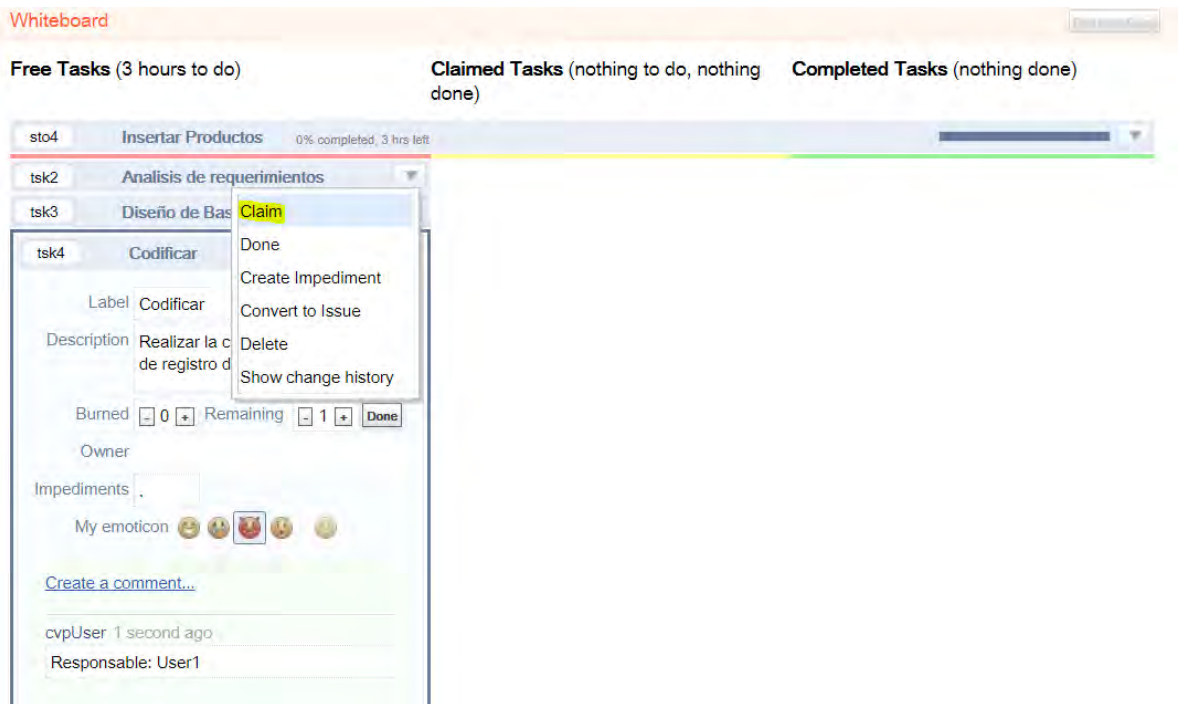 Whiteboard
Free Tasks (3 hours to do)
Claimed Tasks (nothing to do, nothing
done)
Completed Tasks (nothing done)
sto4 Insertar Productos 0% completed, 3 hrs left
tsk2 Analisis de requerimientos
tsk3 Diseño de Bas
Claim
Done
Create Impediment
Convert to Issue
Delete
Show change history
tsk4 Codificar
Label Codificar
Description Realizar la c
de registro d
Burned - 0 + Remaining - 1 + Done
Owner
Impediments .
My emoticon
Create a comment...
cvpUser 1 second ago
Responsable: User1